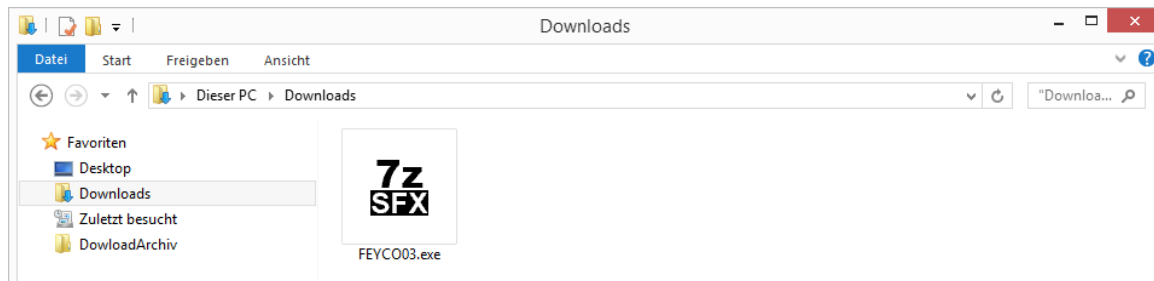 Downloads
Datei Start Freigeben Ansicht
Dieser PC Downloads "Downloa...
Favoriten
Desktop
Downloads
Zuletzt besucht
DowloadArchiv
7z
SFX
FEYCO03.exe